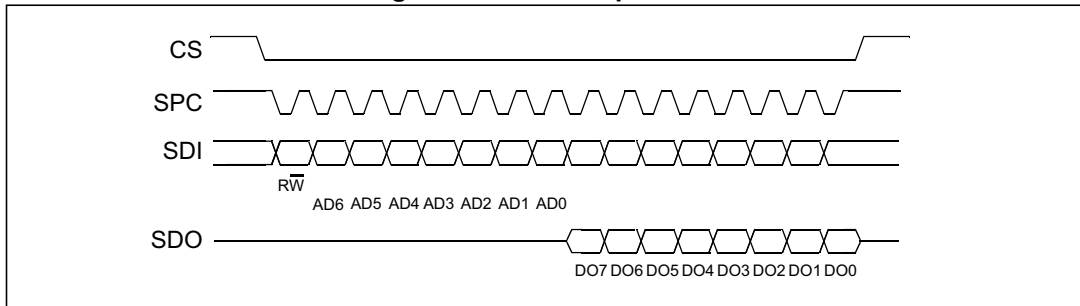 CS
SPC
SDI
RW̅
AD6 AD5 AD4 AD3 AD2 AD1 AD0
SDO
DO7 DO6 DO5 DO4 DO3 DO2 DO1 DO0